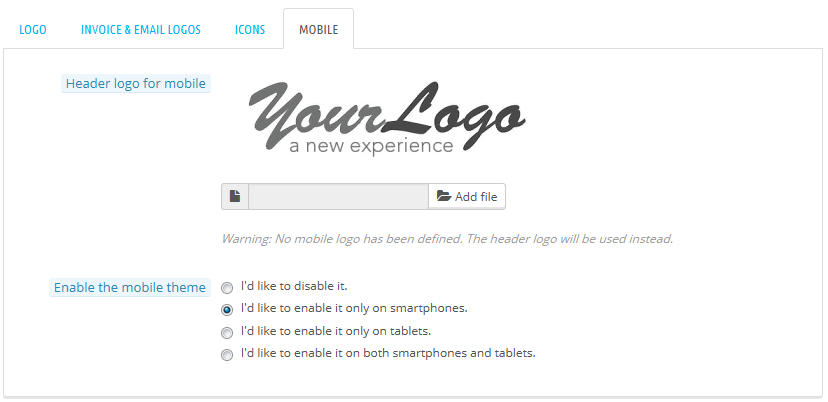 LOGO
INVOICE & EMAIL LOGOS
ICONS
MOBILE
Header logo for mobile
YourLogo
a new experience
Add file
Warning: No mobile logo has been defined. The header logo will be used instead.
Enable the mobile theme
I'd like to disable it.
I'd like to enable it only on smartphones.
I'd like to enable it only on tablets.
I'd like to enable it on both smartphones and tablets.